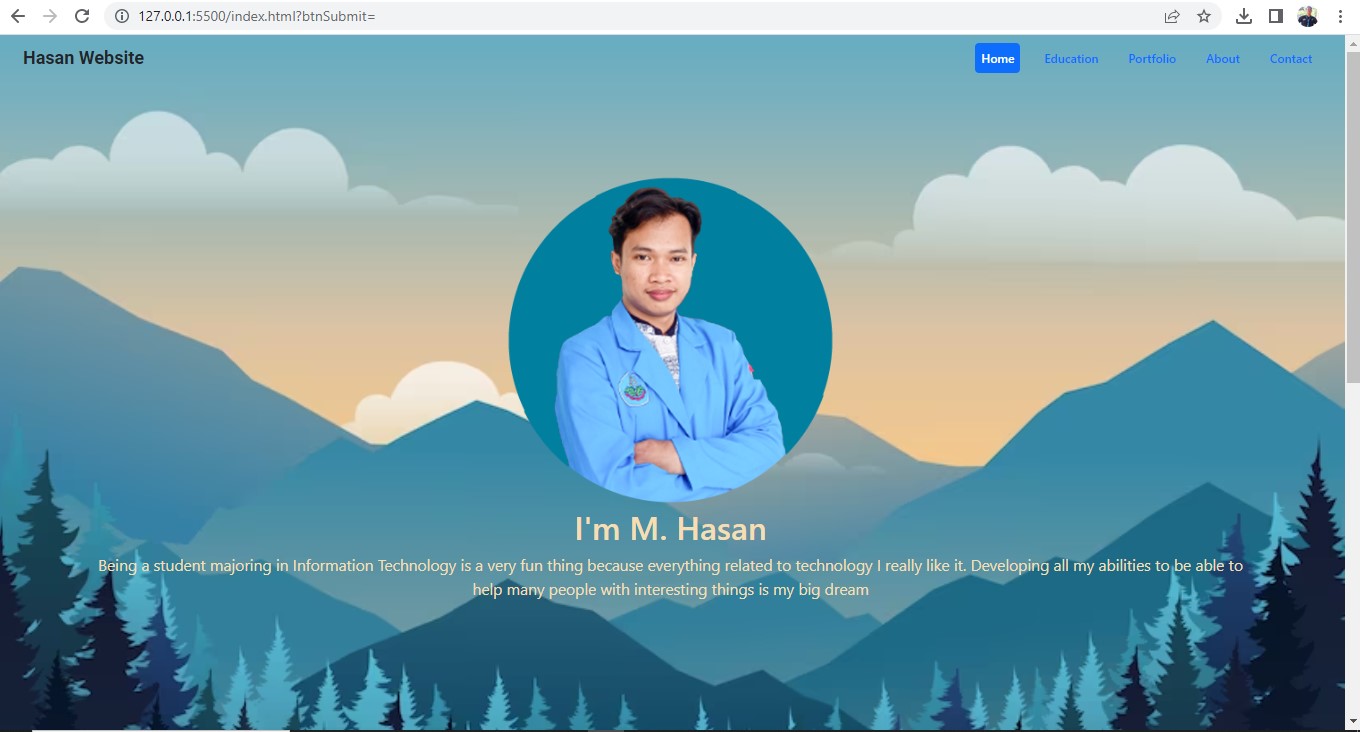 127.0.0.1:5500/index.html?btnSubmit=
Hasan Website
Home Education Portfolio About Contact
I'm M. Hasan
Being a student majoring in Information Technology is a very fun thing because everything related to technology I really like it. Developing all my abilities to be able to
help many people with interesting things is my big dream